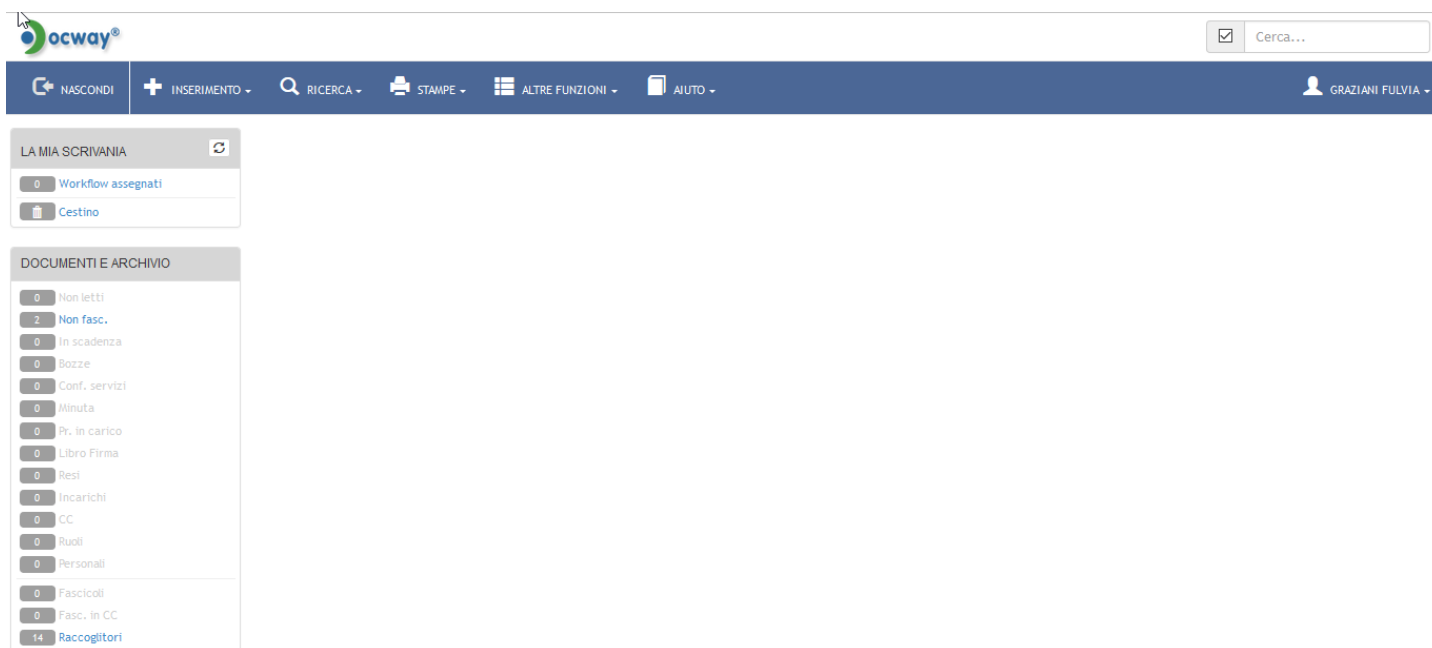 Docway®
Cerca...
NASCONDI INSERIMENTO RICERCA STAMPE ALTRE FUNZIONI AIUTO GRAZIANI FULVIA
LA MIA SCRIVANIA
0 Workflow assegnati
Cestino
DOCUMENTI E ARCHIVIO
0 Non letti
2 Non fasc.
0 In scadenza
0 Bozze
0 Conf. servizi
0 Minuta
0 Pr. in carico
0 Libro Firma
0 Resi
0 Incarichi
0 CC
0 Ruoli
0 Personali
0 Fascicoli
0 Fasc. in CC
14 Raccoglitori